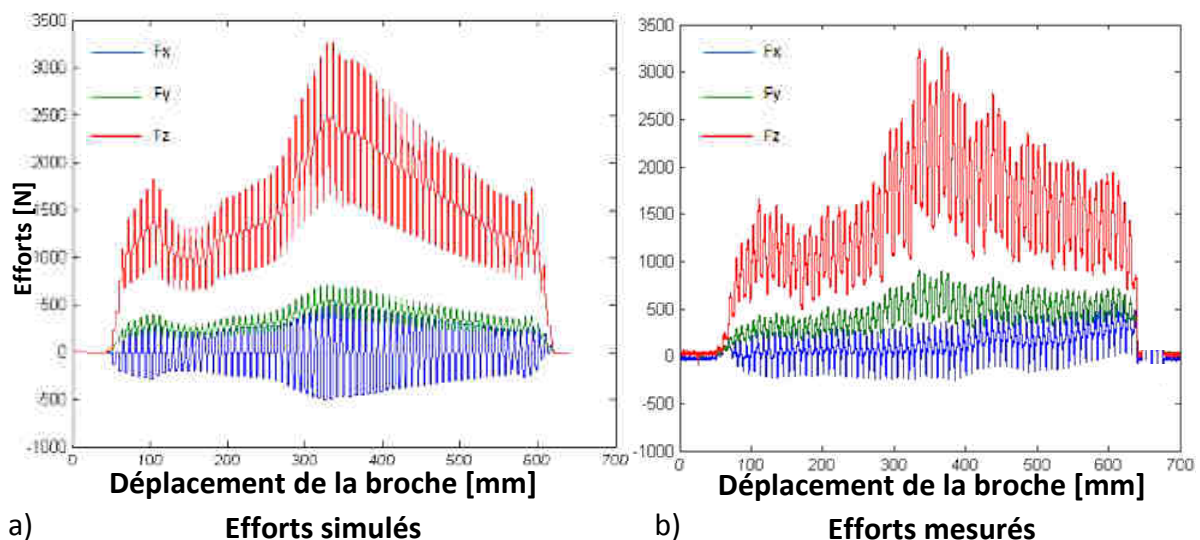 3500
3000
2500
2000
1500
1000
500
0
-500
-1000
Efforts [N]
Fx
Fy
Fz
0 100 200 300 400 500 600 700
Déplacement de la broche [mm]
a) Efforts simulés
3500
3000
2500
2000
1500
1000
500
0
-500
-1000
Fx
Fy
Fz
0 100 200 300 400 500 600 700
Déplacement de la broche [mm]
b) Efforts mesurés